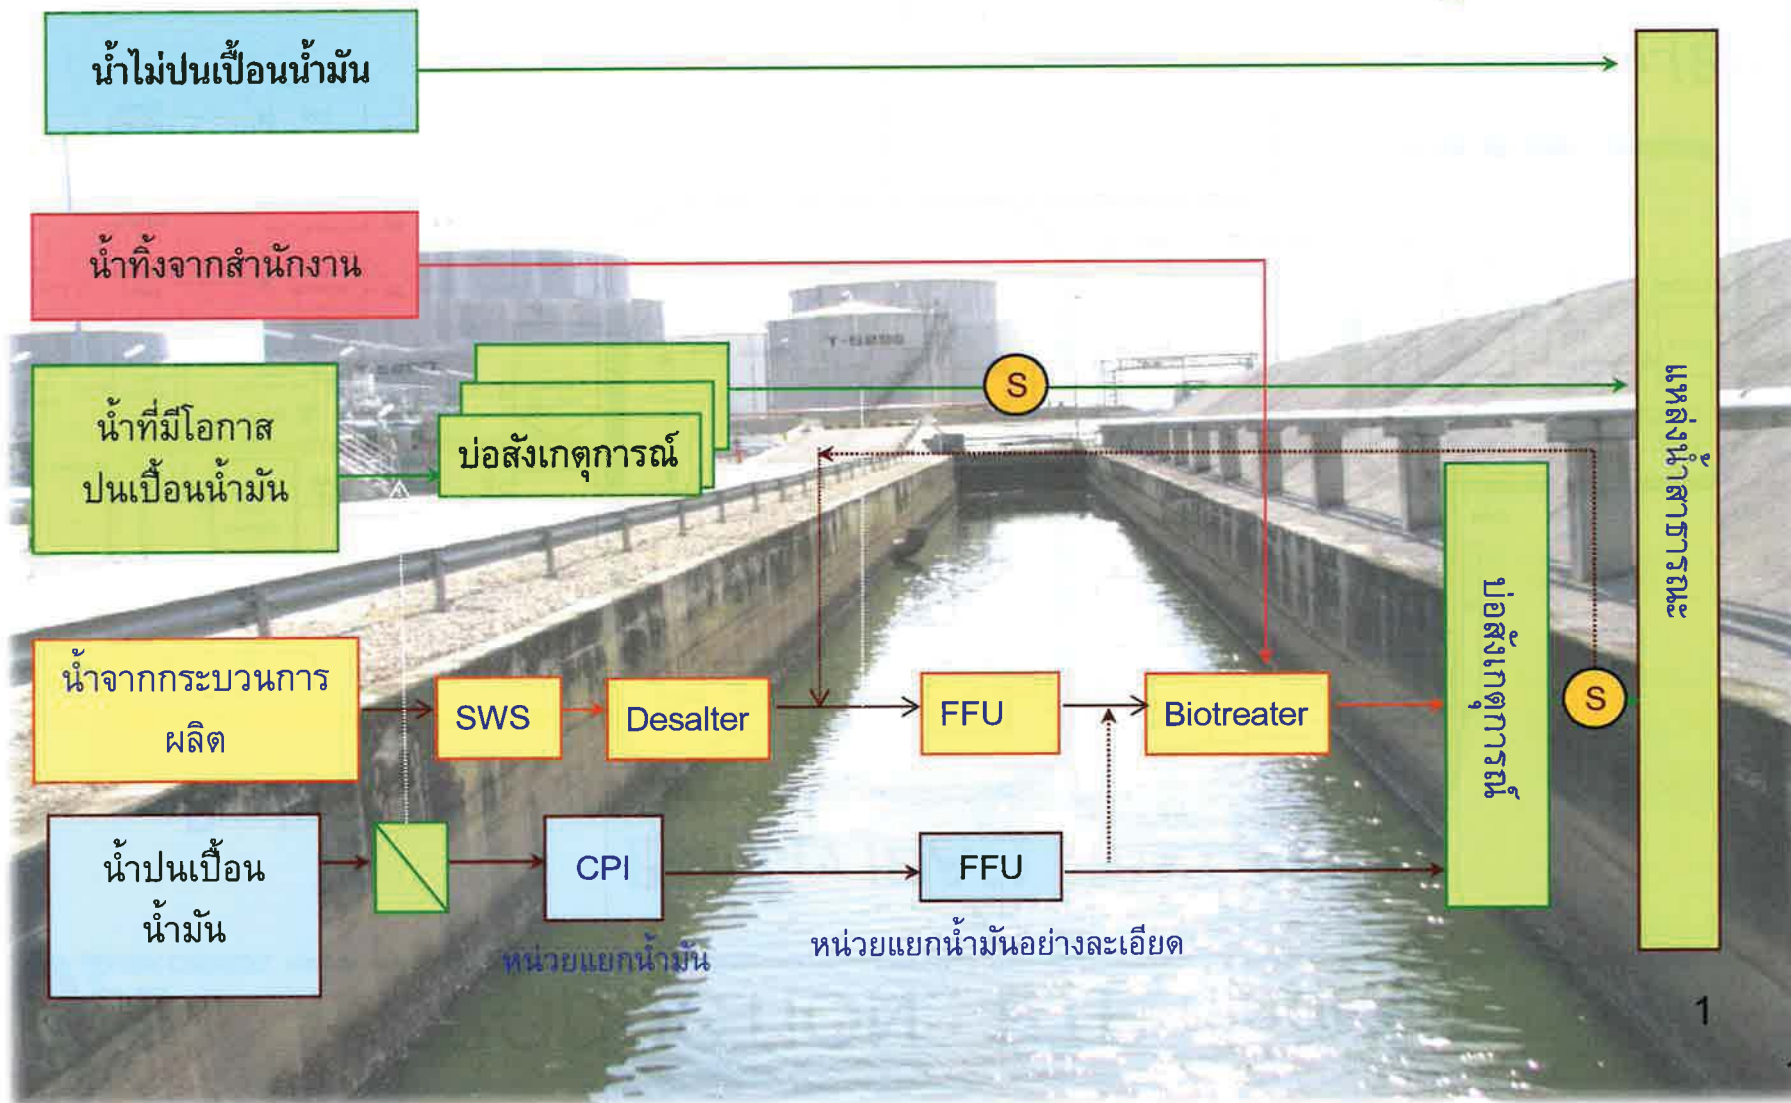 น้ำไม่ปนเปื้อนน้ำมัน
น้ำทิ้งจากสำนักงาน
น้ำที่มีโอกาส
ปนเปื้อนน้ำมัน
บ่อสังเกตุการณ์
S
แหล่งน้ำสาธารณะ
น้ำจากกระบวนการ
ผลิต
SWS
Desalter
FFU
Biotreater
บ่อสังเกตุการณ์
S
น้ำปนเปื้อน
น้ำมัน
CPI
FFU
หน่วยแยกน้ำมัน
หน่วยแยกน้ำมันอย่างละเอียด
1